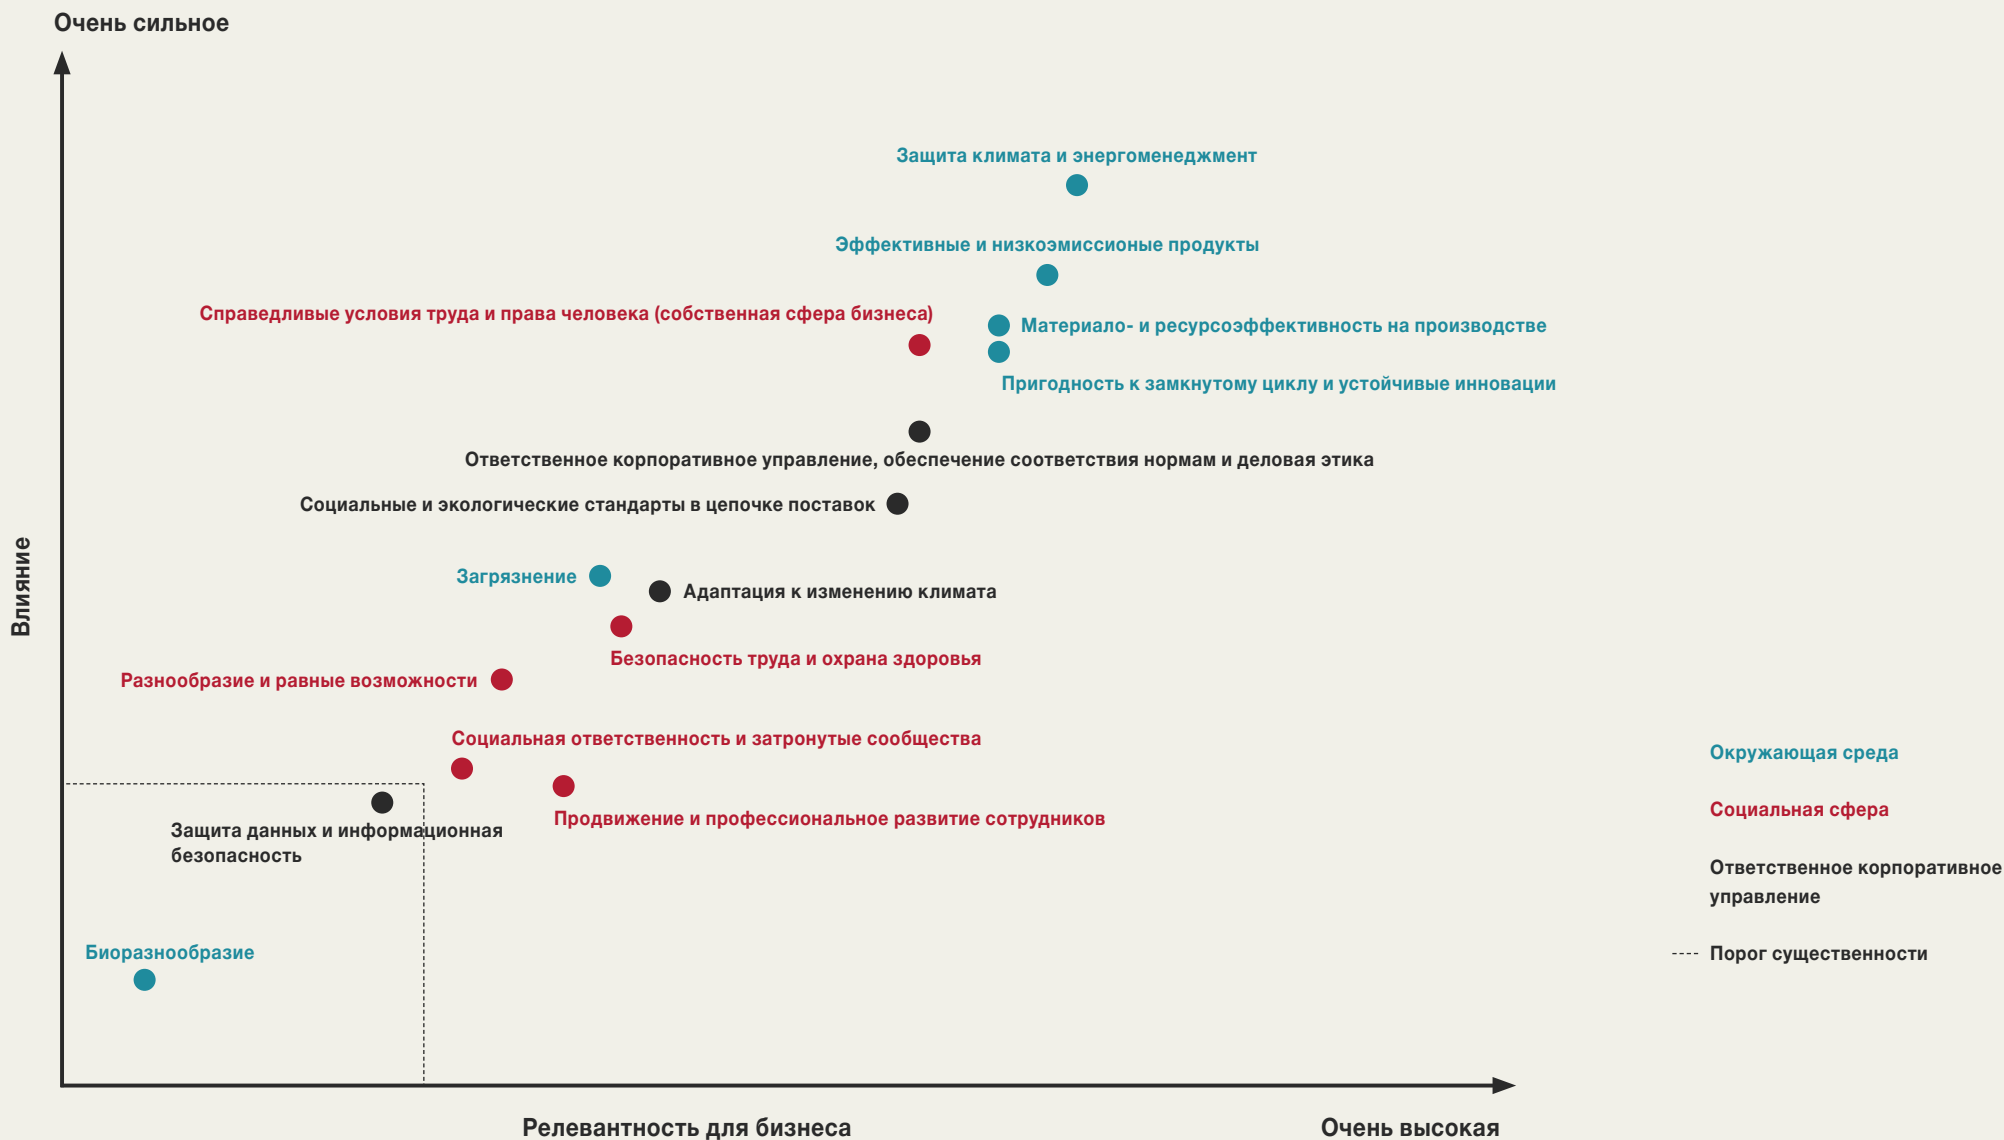 Очень сильное
Защита климата и энергоменеджмент
Эффективные и низкоэмиссионые продукты
Справедливые условия труда и права человека (собственная сфера бизнеса)
Материало- и ресурсоэффективность на производстве
Пригодность к замкнутому циклу и устойчивые инновации
Ответственное корпоративное управление, обеспечение соответствия нормам и деловая этика
Социальные и экологические стандарты в цепочке поставок
Загрязнение
Адаптация к изменению климата
Влияние
Безопасность труда и охрана здоровья
Разнообразие и равные возможности
Социальная ответственность и затронутые сообщества
Продвижение и профессиональное развитие сотрудников
Защита данных и информационная
безопасность
Биоразнообразие
Окружающая среда
Социальная сфера
Ответственное корпоративное
управление
Порог существенности
Релевантность для бизнеса
Очень высокая